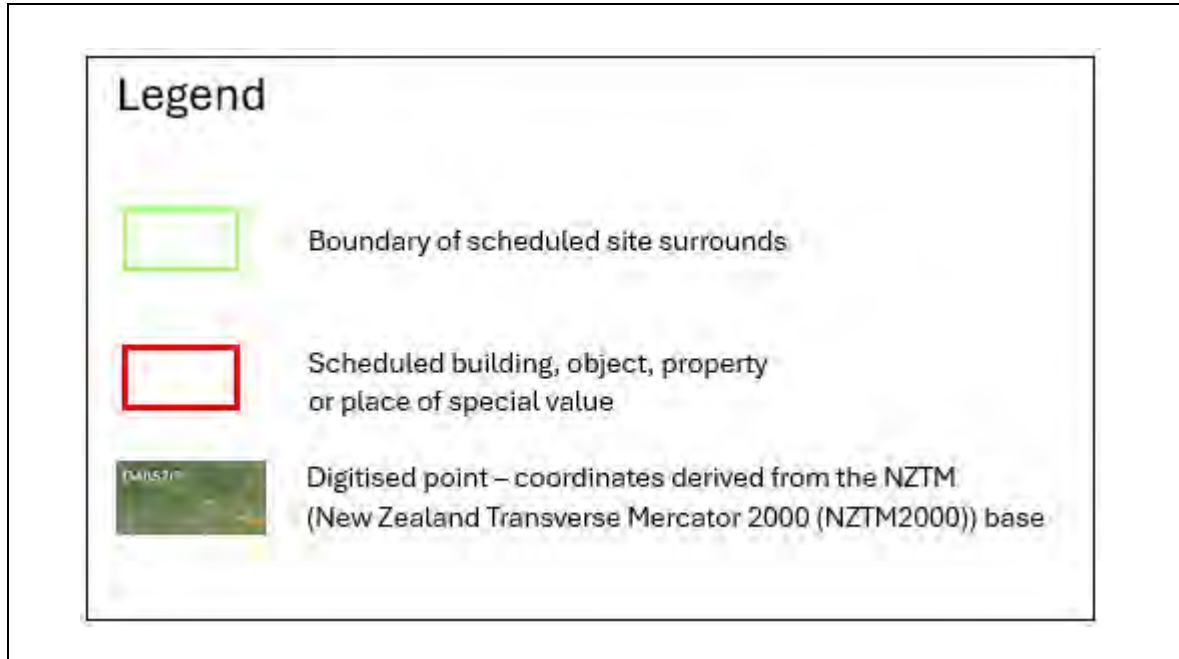 Legend
Boundary of scheduled site surrounds
Scheduled building, object, property
or place of special value
Digitised point – coordinates derived from the NZTM
(New Zealand Transverse Mercator 2000 (NZTM2000)) base